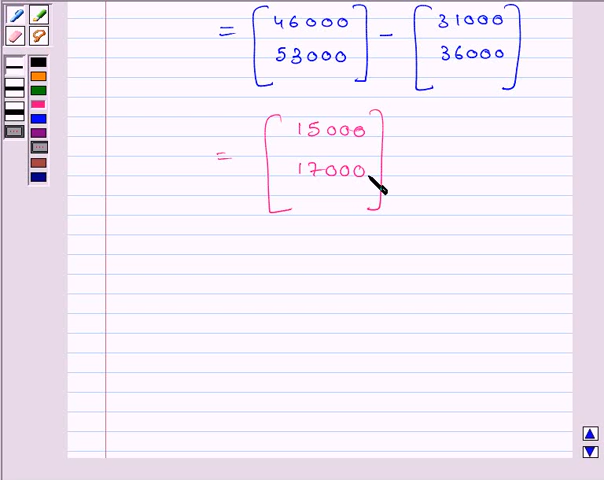 = [ 46000 ] - [ 31000 ]
[ 53000 ] [ 36000 ]
= [ 15000 ]
[ 17000 ]